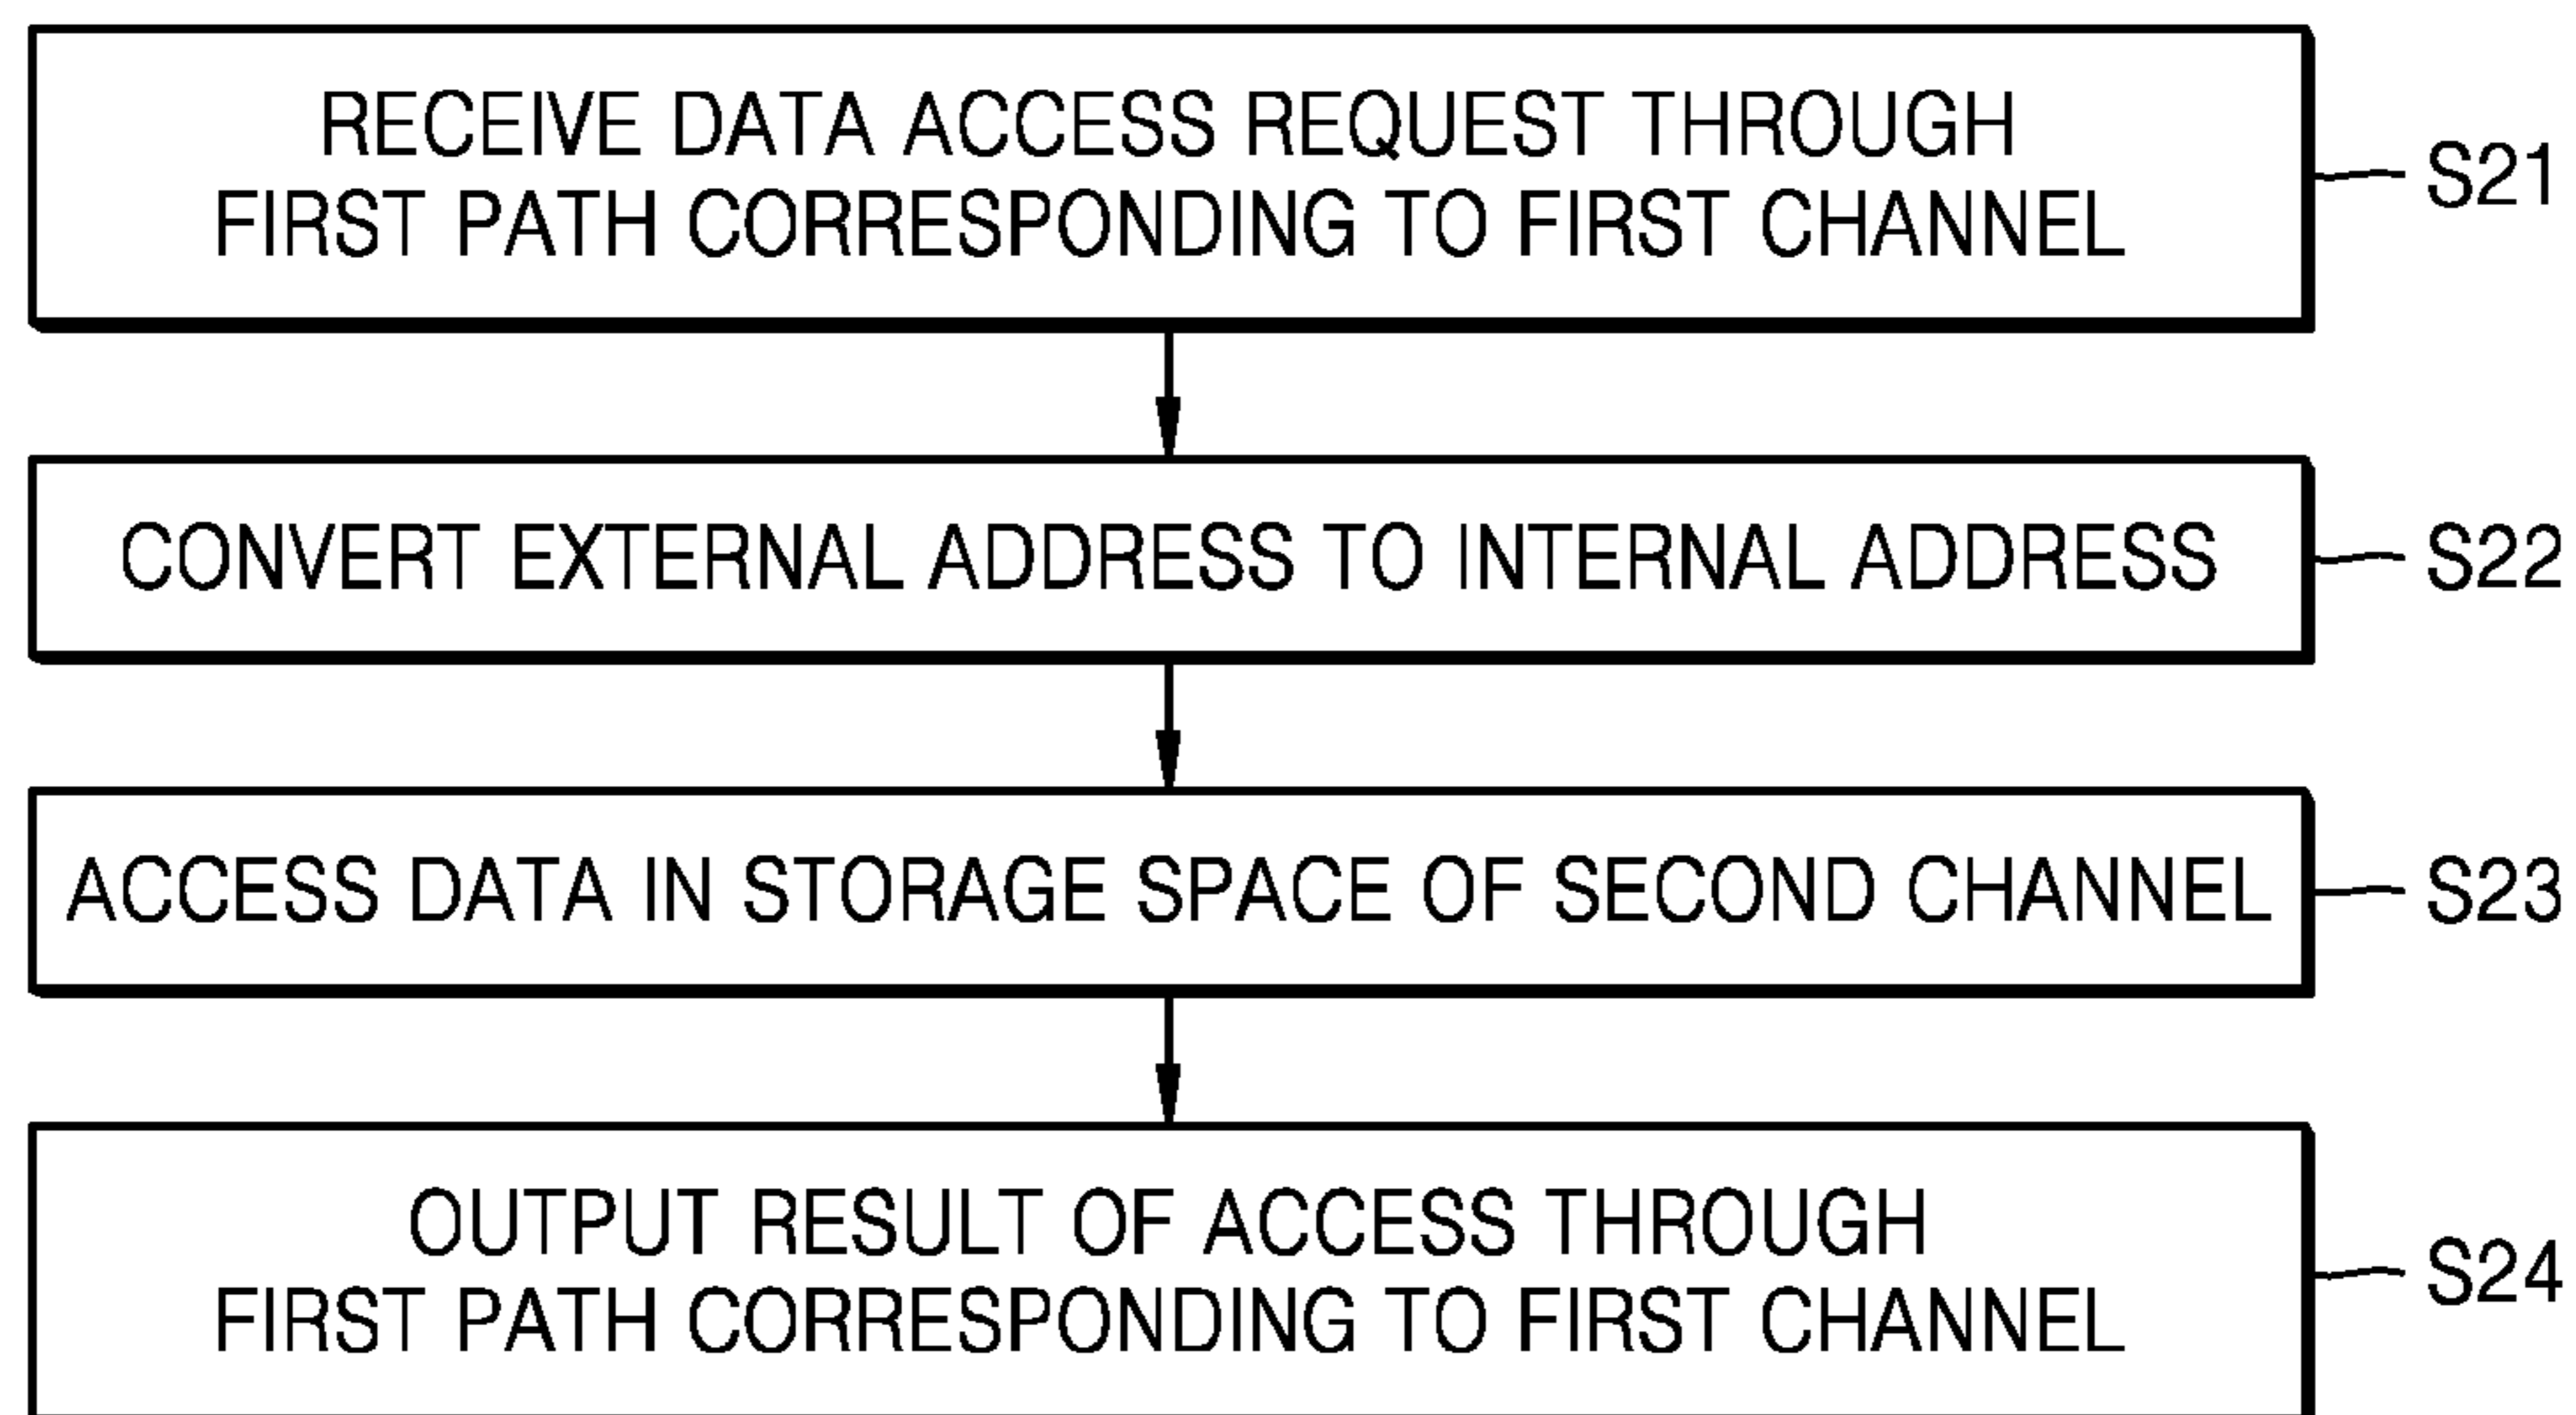 RECEIVE DATA ACCESS REQUEST THROUGH
FIRST PATH CORRESPONDING TO FIRST CHANNEL
S21
CONVERT EXTERNAL ADDRESS TO INTERNAL ADDRESS
S22
ACCESS DATA IN STORAGE SPACE OF SECOND CHANNEL
S23
OUTPUT RESULT OF ACCESS THROUGH
FIRST PATH CORRESPONDING TO FIRST CHANNEL
S24